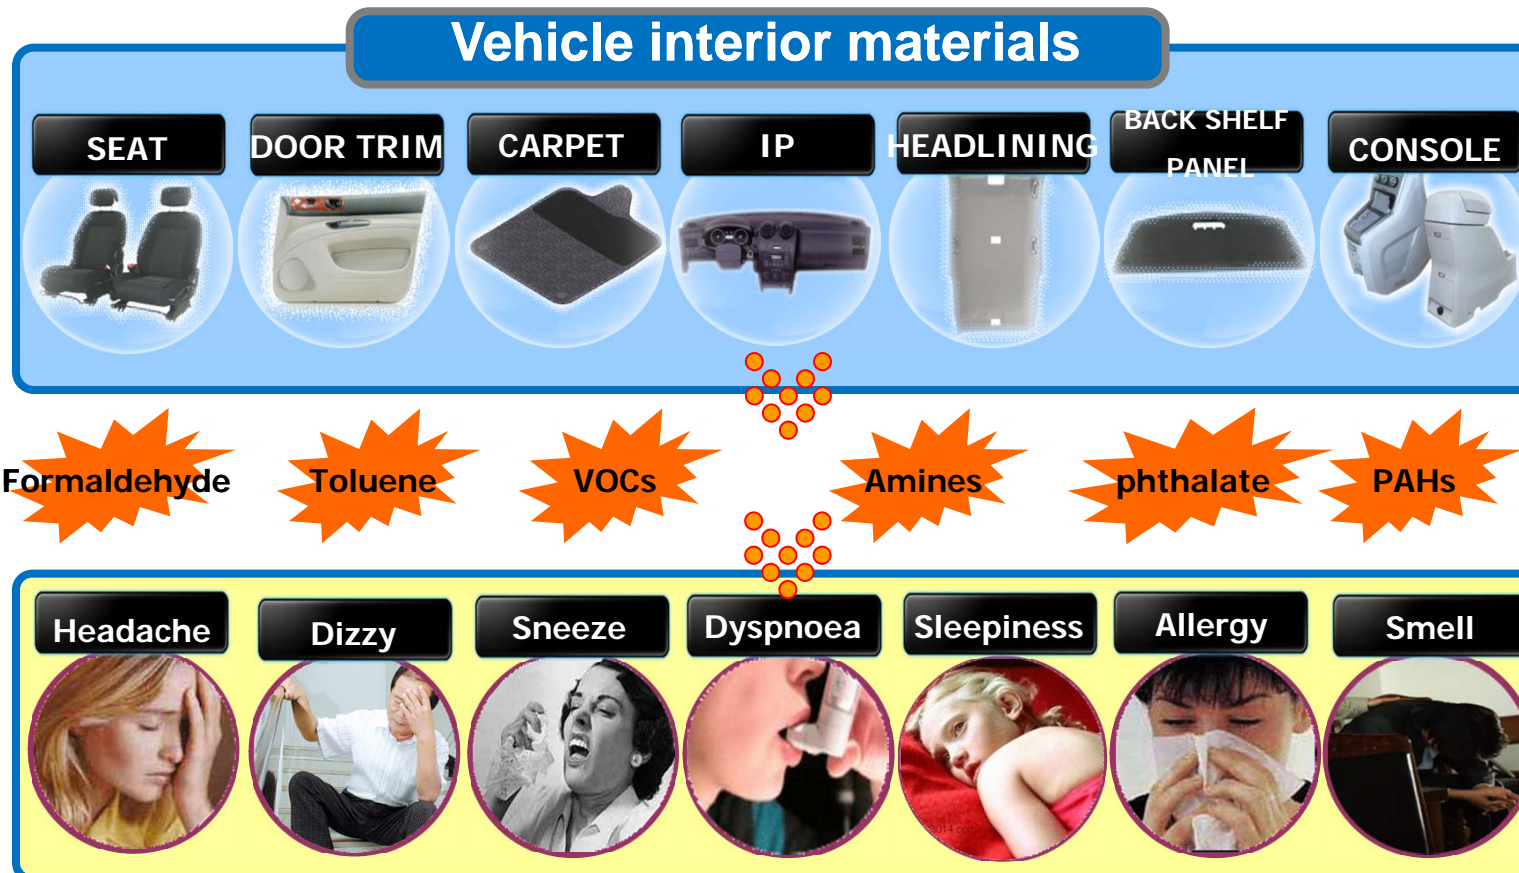 Vehicle interior materials
SEAT
DOOR TRIM
CARPET
IP
HEADLINING
BACK SHELF
PANEL
CONSOLE
Formaldehyde
Toluene
VOCs
Amines
phthalate
PAHs
Headache
Dizzy
Sneeze
Dyspnoea
Sleepiness
Allergy
Smell